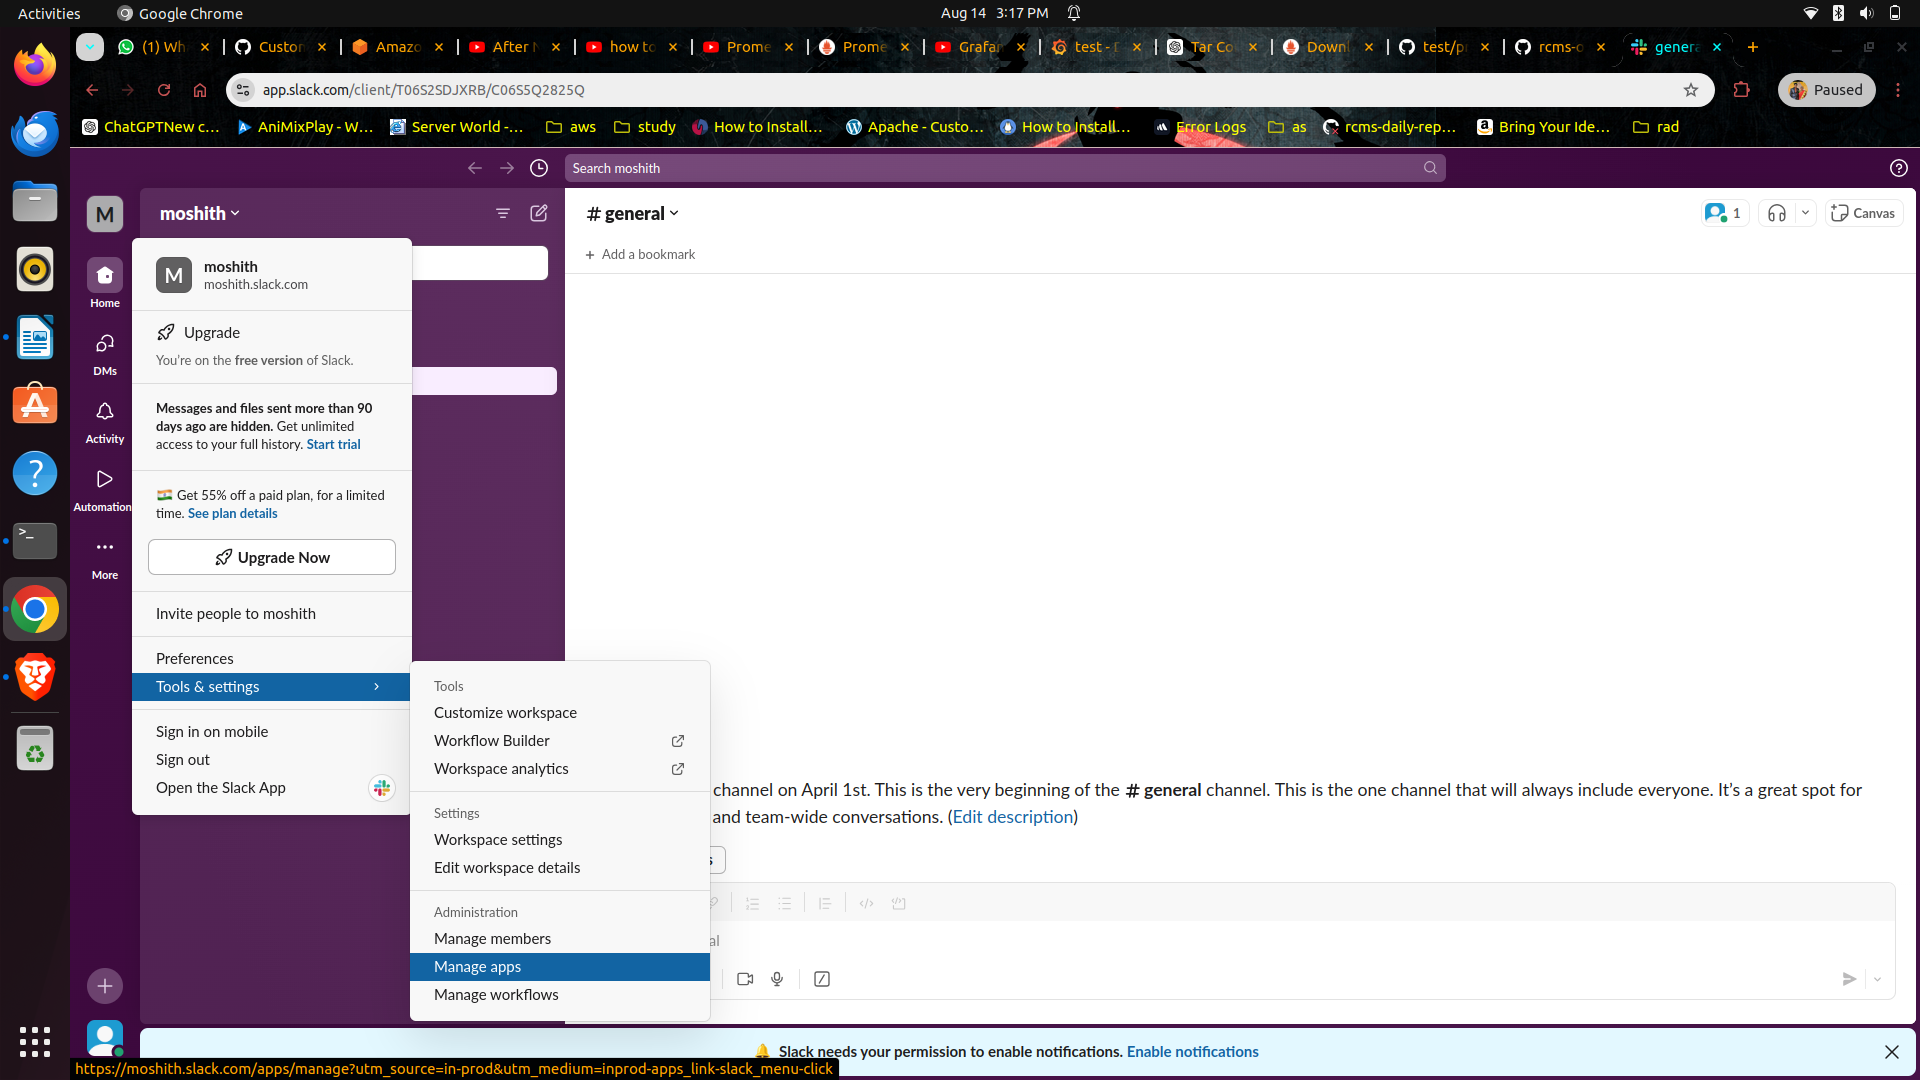 Activities
Google Chrome
Aug 14 3:17 PM
(1) Wh
Custon
Amazo
After N
how to
Prome
Prome
Grafan
test - D
Tar Co
Downl
test/p
rcms-o
genera
app.slack.com/client/T06S2SDJXRB/C06S5Q2825Q
Paused
ChatGPTNew c...
AniMixPlay - W...
Server World -...
aws
study
How to Install...
Apache - Custo...
How to Install...
Error Logs
as
rcms-daily-rep...
Bring Your Ide...
rad
Search moshith
M
moshith
# general
1
Canvas
Add a bookmark
Home
DMs
Activity
Automation
More
M
moshith
moshith.slack.com
Upgrade
You're on the free version of Slack.
Messages and files sent more than 90
days ago are hidden. Get unlimited
access to your full history. Start trial
Get 55% off a paid plan, for a limited
time. See plan details
Upgrade Now
Invite people to moshith
Preferences
Tools & settings
Sign in on mobile
Sign out
Open the Slack App
Tools
Customize workspace
Workflow Builder
Workspace analytics
Settings
Workspace settings
Edit workspace details
Administration
Manage members
Manage apps
Manage workflows
channel on April 1st. This is the very beginning of the # general channel. This is the one channel that will always include everyone. It's a great spot for
and team-wide conversations. (Edit description)
s
al
Slack needs your permission to enable notifications. Enable notifications
https://moshith.slack.com/apps/manage?utm_source=in-prod&utm_medium=inprod-apps_link-slack_menu-click